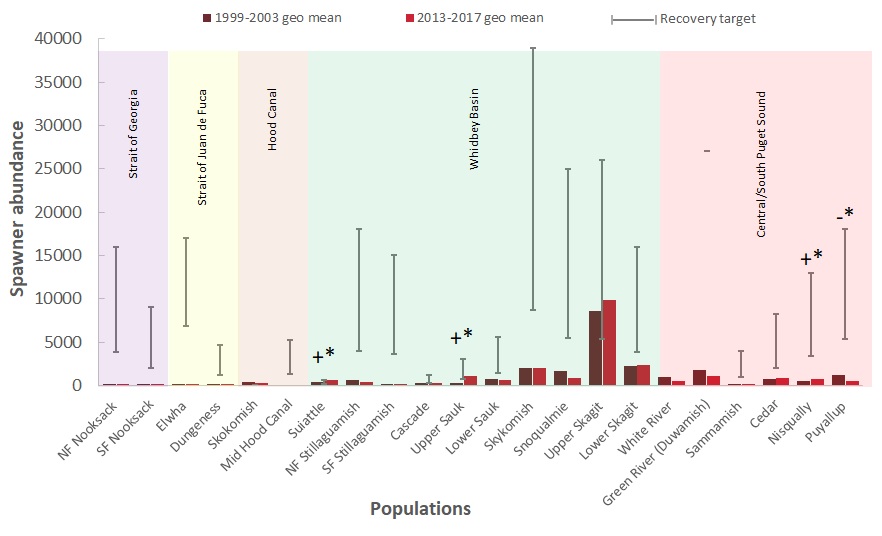 1999-2003 geo mean
2013-2017 geo mean
Recovery target
40000
35000
30000
25000
20000
15000
10000
5000
0
Spawner abundance
Strait of Georgia
Strait of Juan de Fuca
Hood Canal
Whidbey Basin
Central/South Puget Sound
+*
+*
+*
-*
NF Nooksack
SF Nooksack
Elwha
Dungeness
Skokomish
Mid Hood Canal
Suiattle
NF Stillaguamish
SF Stillaguamish
Cascade
Upper Sauk
Lower Sauk
Skykomish
Snoqualmie
Upper Skagit
Lower Skagit
White River
Green River (Duwamish)
Sammamish
Cedar
Nisqually
Puyallup
Populations